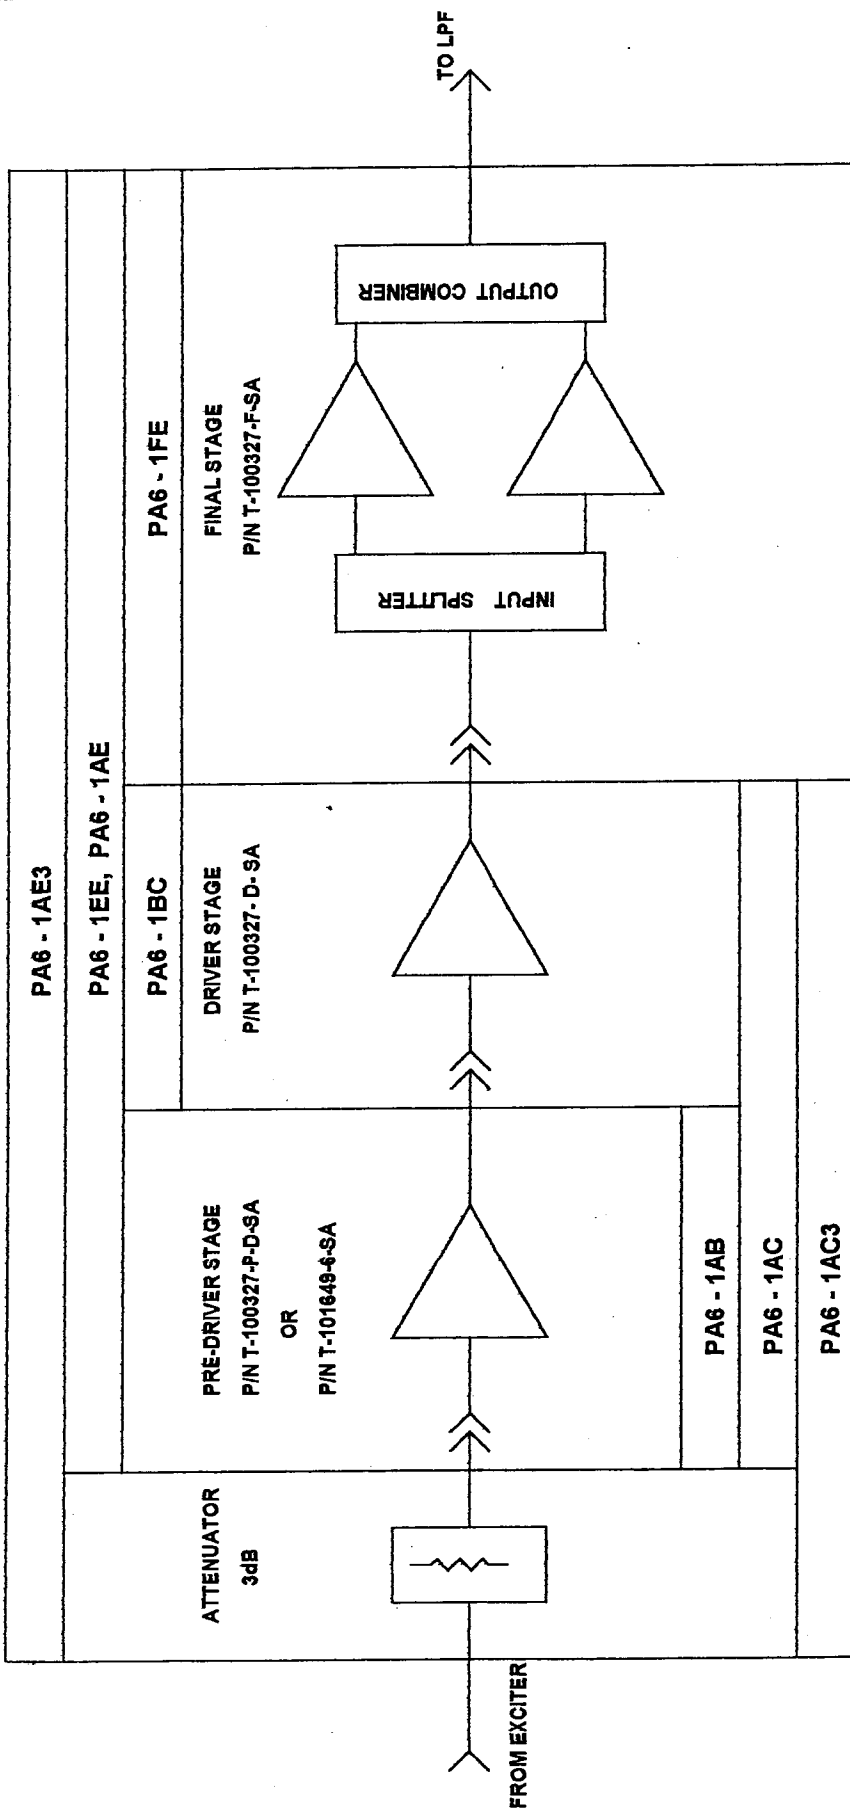 PA6 - 1AE3
PA6 - 1EE, PA6 - 1AE
PA6 - 1BC
PA6 - 1FE
ATTENUATOR
3dB
PRE-DRIVER STAGE
P/N T-100327-P-D-SA
OR
P/N T-101649-6-SA
DRIVER STAGE
P/N T-100327- D- SA
FINAL STAGE
P/N T-100327-F-SA
FROM EXCITER
INPUT SPLITTER
OUTPUT COMBINER
TO LPF
PA6 - 1AB
PA6 - 1AC
PA6 - 1AC3